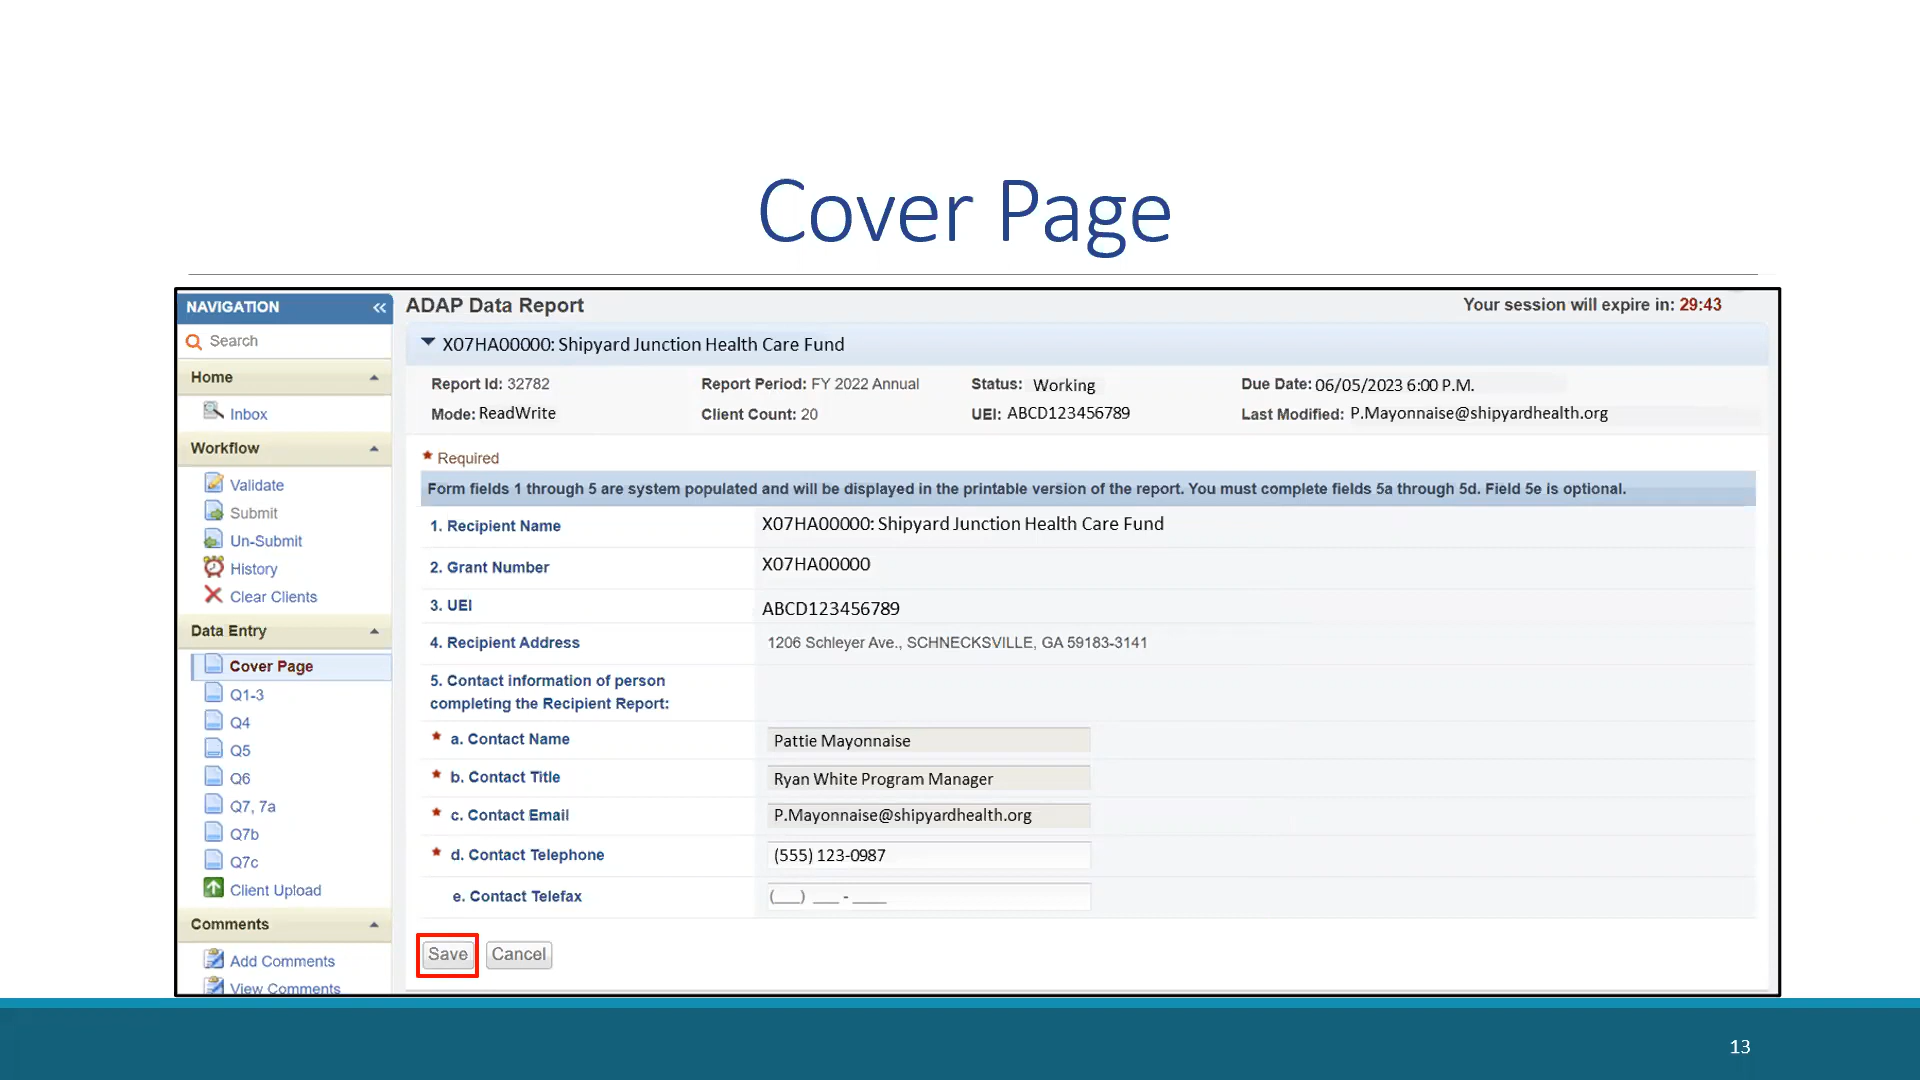 Cover Page
NAVIGATION
Search
Home
Inbox
Workflow
Validate
Submit
Un-Submit
History
Clear Clients
Data Entry
Cover Page
Q1-3
Q4
Q5
Q6
Q7, 7a
Q7b
Q7c
Client Upload
Comments
Add Comments
View Comments
ADAP Data Report
Your session will expire in: 29:43
X07HA00000: Shipyard Junction Health Care Fund
Report Id: 32782 Report Period: FY 2022 Annual Status: Working Due Date: 06/05/2023 6:00 P.M.
Mode: ReadWrite Client Count: 20 UEI: ABCD123456789 Last Modified: P.Mayonnaise@shipyardhealth.org
* Required
Form fields 1 through 5 are system populated and will be displayed in the printable version of the report. You must complete fields 5a through 5d. Field 5e is optional.
1. Recipient Name X07HA00000: Shipyard Junction Health Care Fund
2. Grant Number X07HA00000
3. UEI ABCD123456789
4. Recipient Address 1206 Schleyer Ave., SCHNECKSVILLE, GA 59183-3141
5. Contact information of person
completing the Recipient Report:
* a. Contact Name Pattie Mayonnaise
* b. Contact Title Ryan White Program Manager
* c. Contact Email P.Mayonnaise@shipyardhealth.org
* d. Contact Telephone (555) 123-0987
e. Contact Telefax (___) ___-____
Save Cancel
13